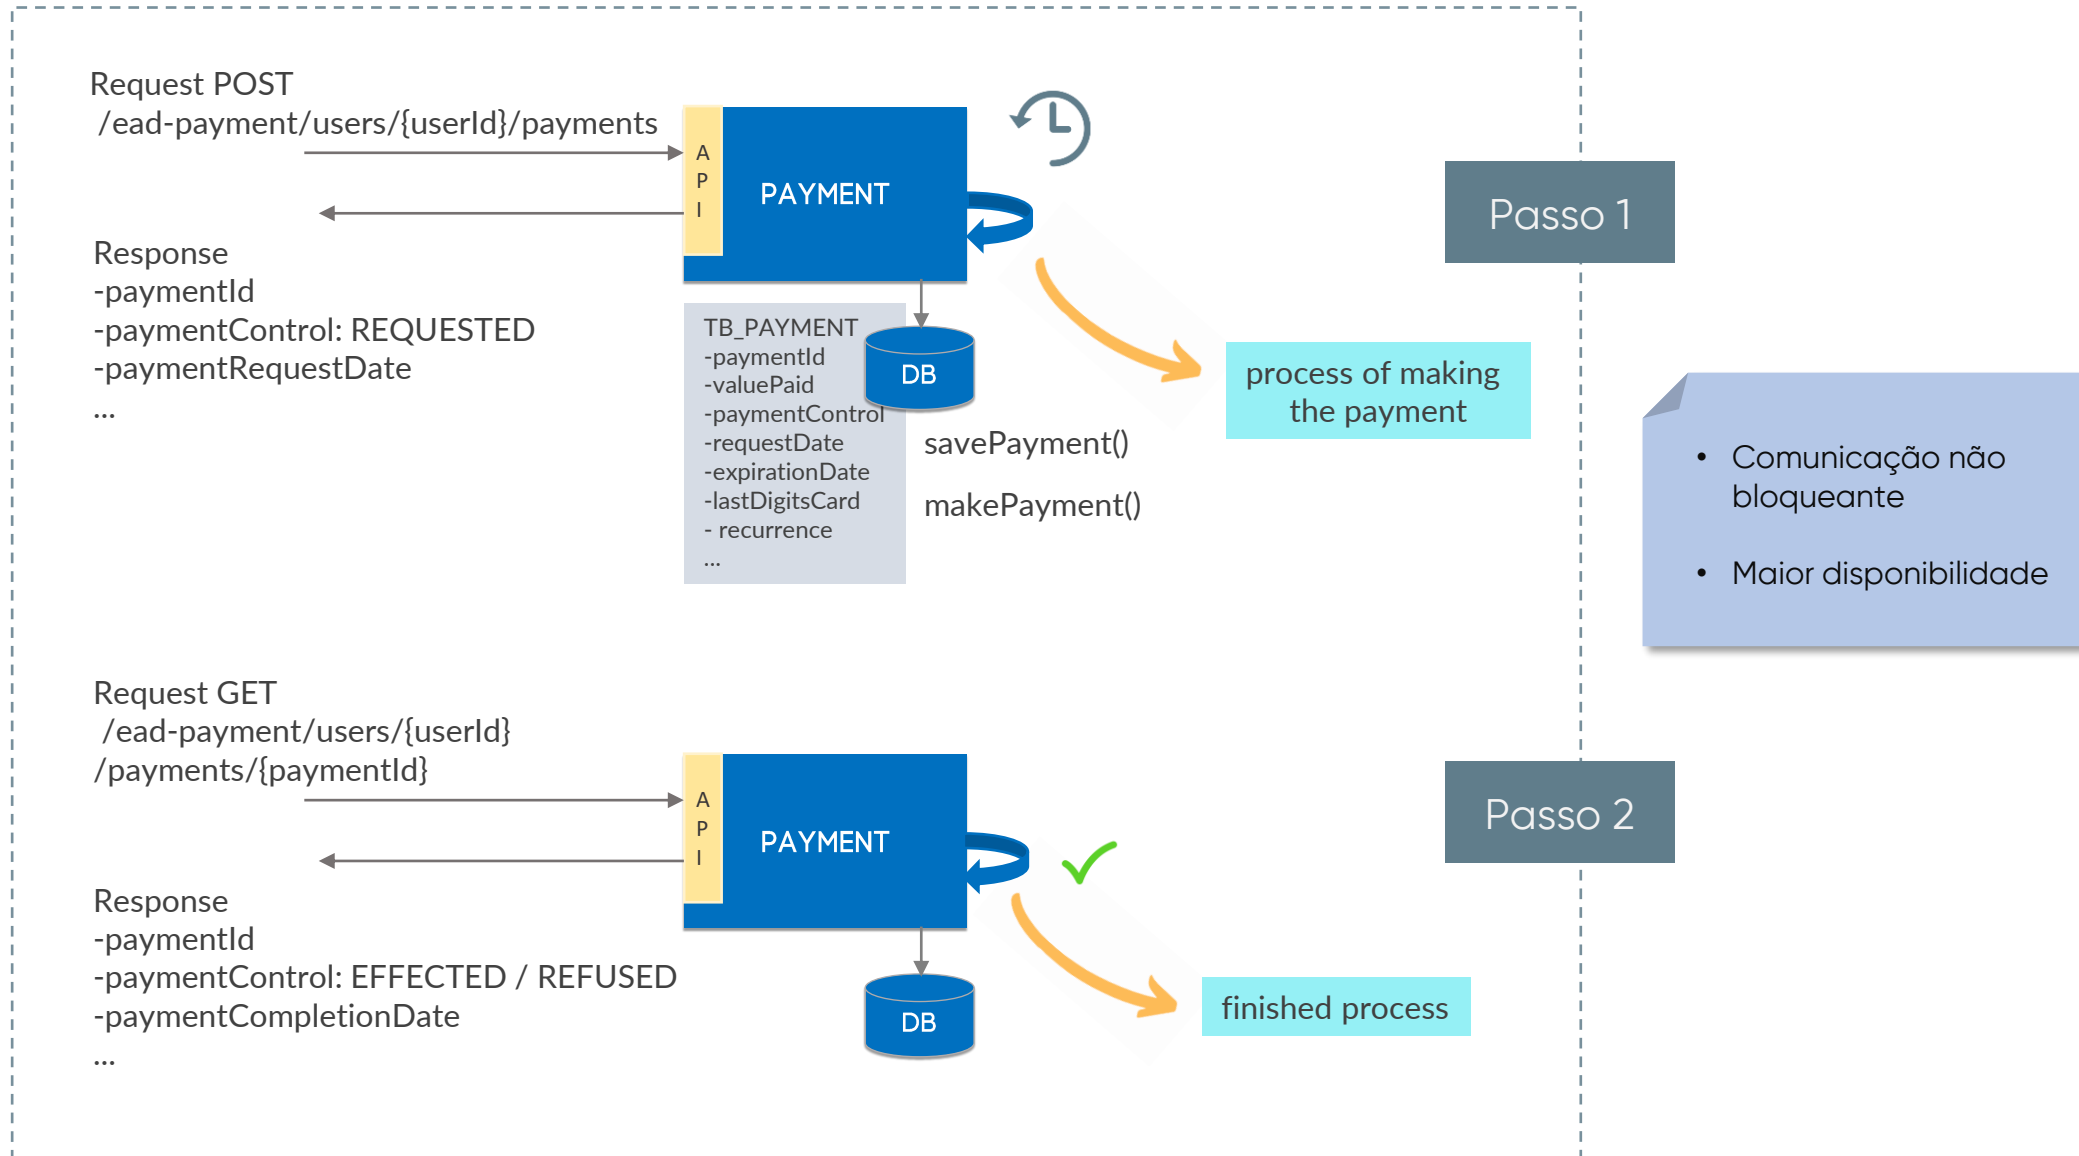 Request POST
/ead-payment/users/{userId}/payments
A
P
I
PAYMENT
Passo 1
Response
-paymentId
-paymentControl: REQUESTED
-paymentRequestDate
...
TB_PAYMENT
-paymentId
-valuePaid
-paymentControl
-requestDate
-expirationDate
-lastDigitsCard
- recurrence
...
DB
savePayment()
makePayment()
process of making
the payment
• Comunicação não
bloqueante
• Maior disponibilidade
Request GET
/ead-payment/users/{userId}
/payments/{paymentId}
A
P
I
PAYMENT
Passo 2
Response
-paymentId
-paymentControl: EFFECTED / REFUSED
-paymentCompletionDate
...
DB
finished process